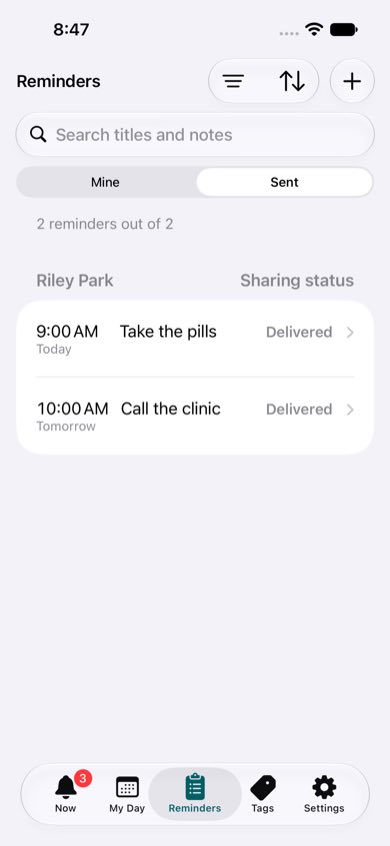 8:47
Reminders
Search titles and notes
Mine Sent
2 reminders out of 2
Riley Park Sharing status
9:00 AM Take the pills Delivered
Today
10:00 AM Call the clinic Delivered
Tomorrow
3
Now My Day Reminders Tags Settings